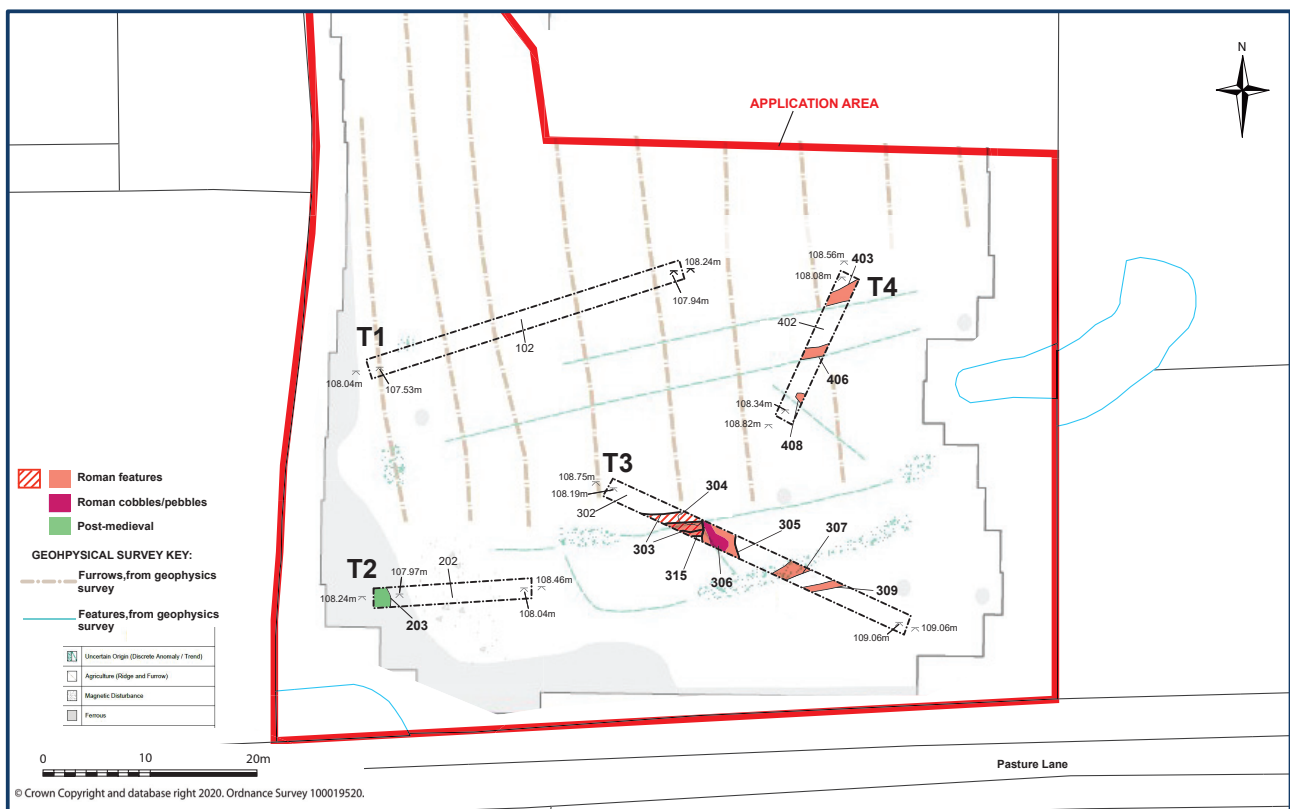 N
APPLICATION AREA
108.24m
107.94m
108.56m
108.08m
403
T4
402
406
T1
102
108.04m
107.53m
108.34m
108.82m
408
T3
108.75m
108.19m
302
304
303
315
306
305
307
309
109.06m
109.06m
Roman features
Roman cobbles/pebbles
Post-medieval
GEOHPYSICAL SURVEY KEY:
Furrows,from geophysics
survey
Features,from geophysics
survey
Uncertain Origin (Discrete Anomaly / Trend)
Agriculture (Ridge and Furrow)
Magnetic Disturbance
Ferrous
T2
107.97m
202
108.46m
108.24m
203
108.04m
0
10
20m
Pasture Lane
© Crown Copyright and database right 2020. Ordnance Survey 100019520.